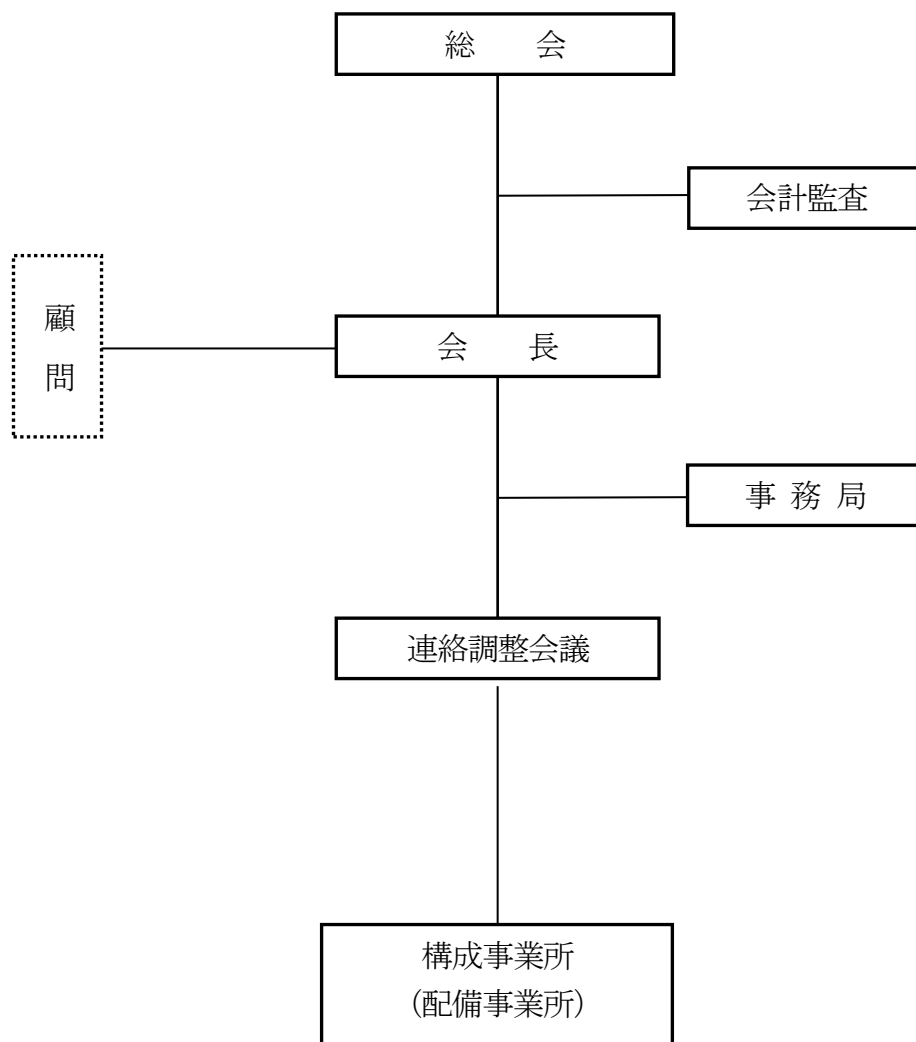 総　　会
会計監査
顧
問
会　　長
事 務 局
連絡調整会議
構成事業所
（配備事業所）